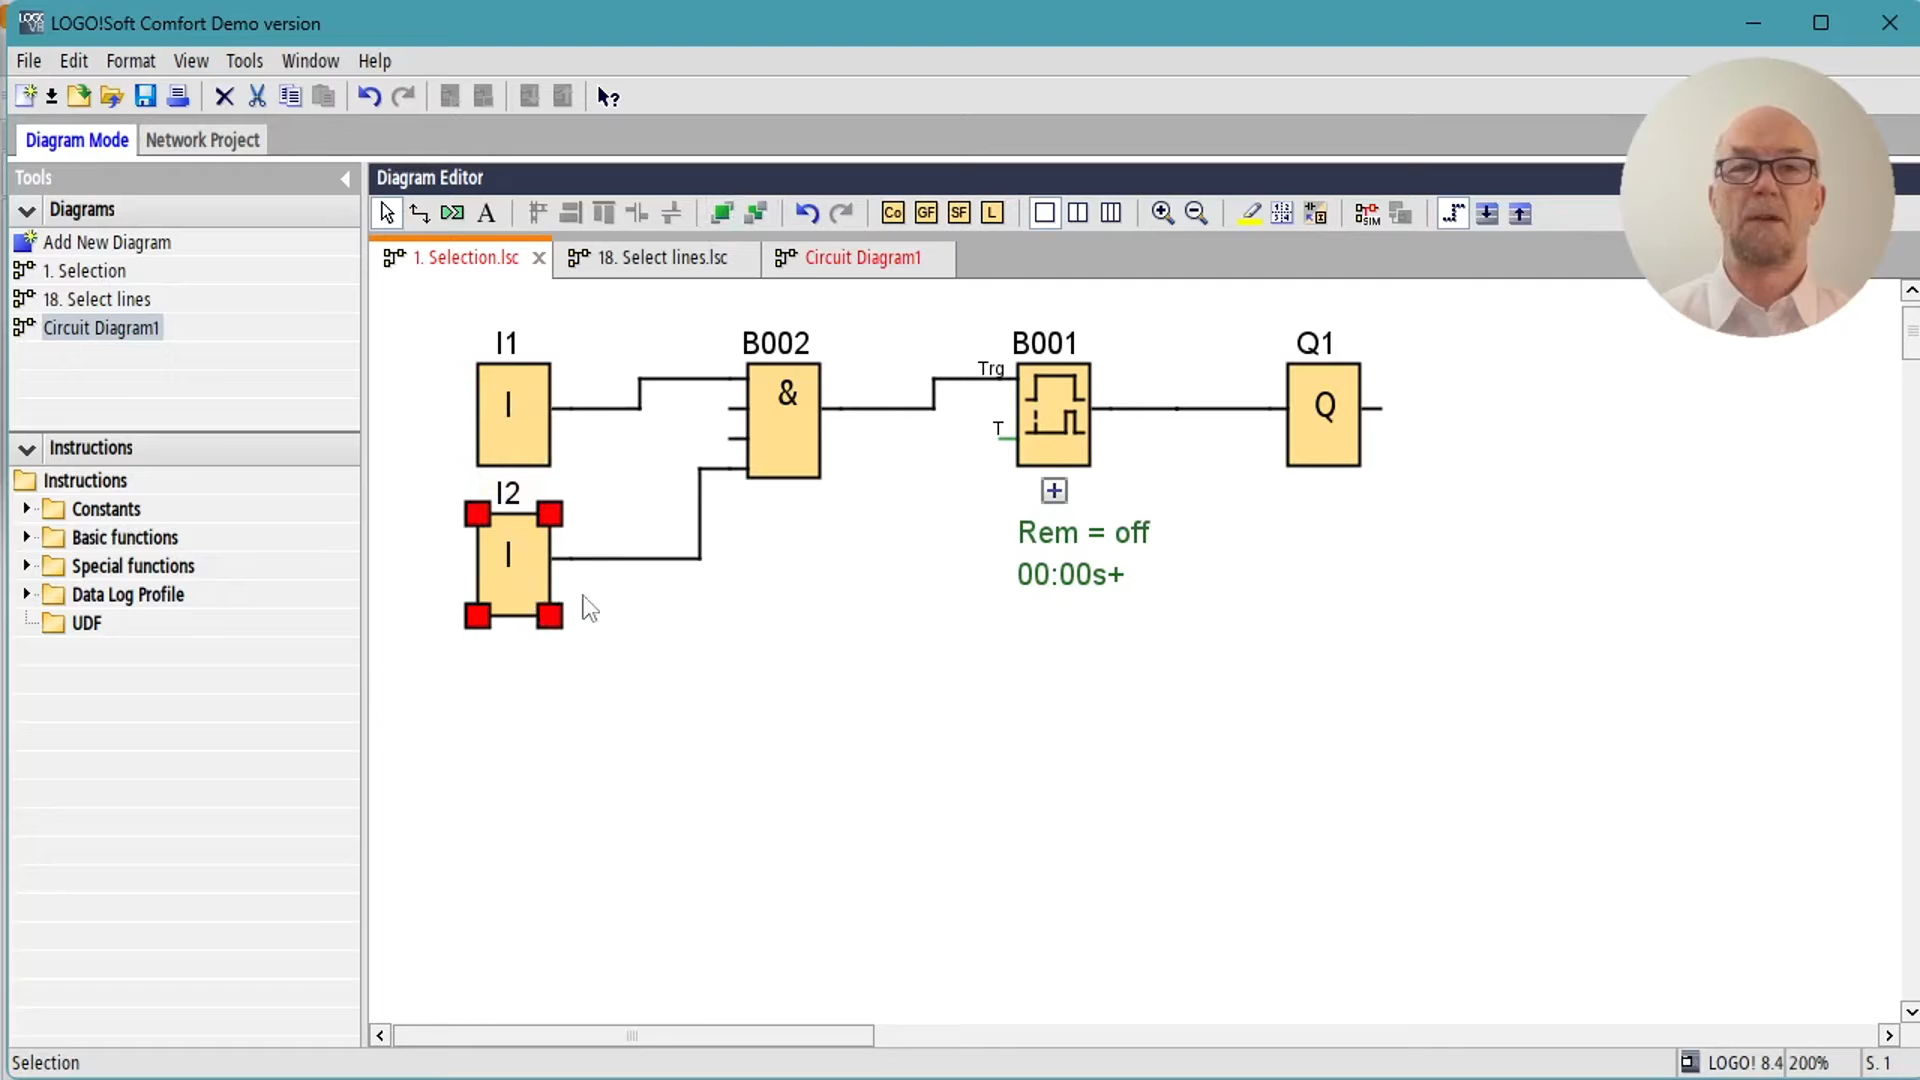 LOGO!Soft Comfort Demo version
File Edit Format View Tools Window Help
Diagram Mode Network Project
Tools
Diagrams
Add New Diagram
1. Selection
18. Select lines
Circuit Diagram1
Instructions
Instructions
Constants
Basic functions
Special functions
Data Log Profile
UDF
Diagram Editor
A Co GF SF L
1. Selection.lsc 18. Select lines.lsc Circuit Diagram1
I1 B002 B001 Q1
Trg
I & Q
T
I2
I
Rem = off
00:00s+
Selection LOGO! 8.4 200% S. 1